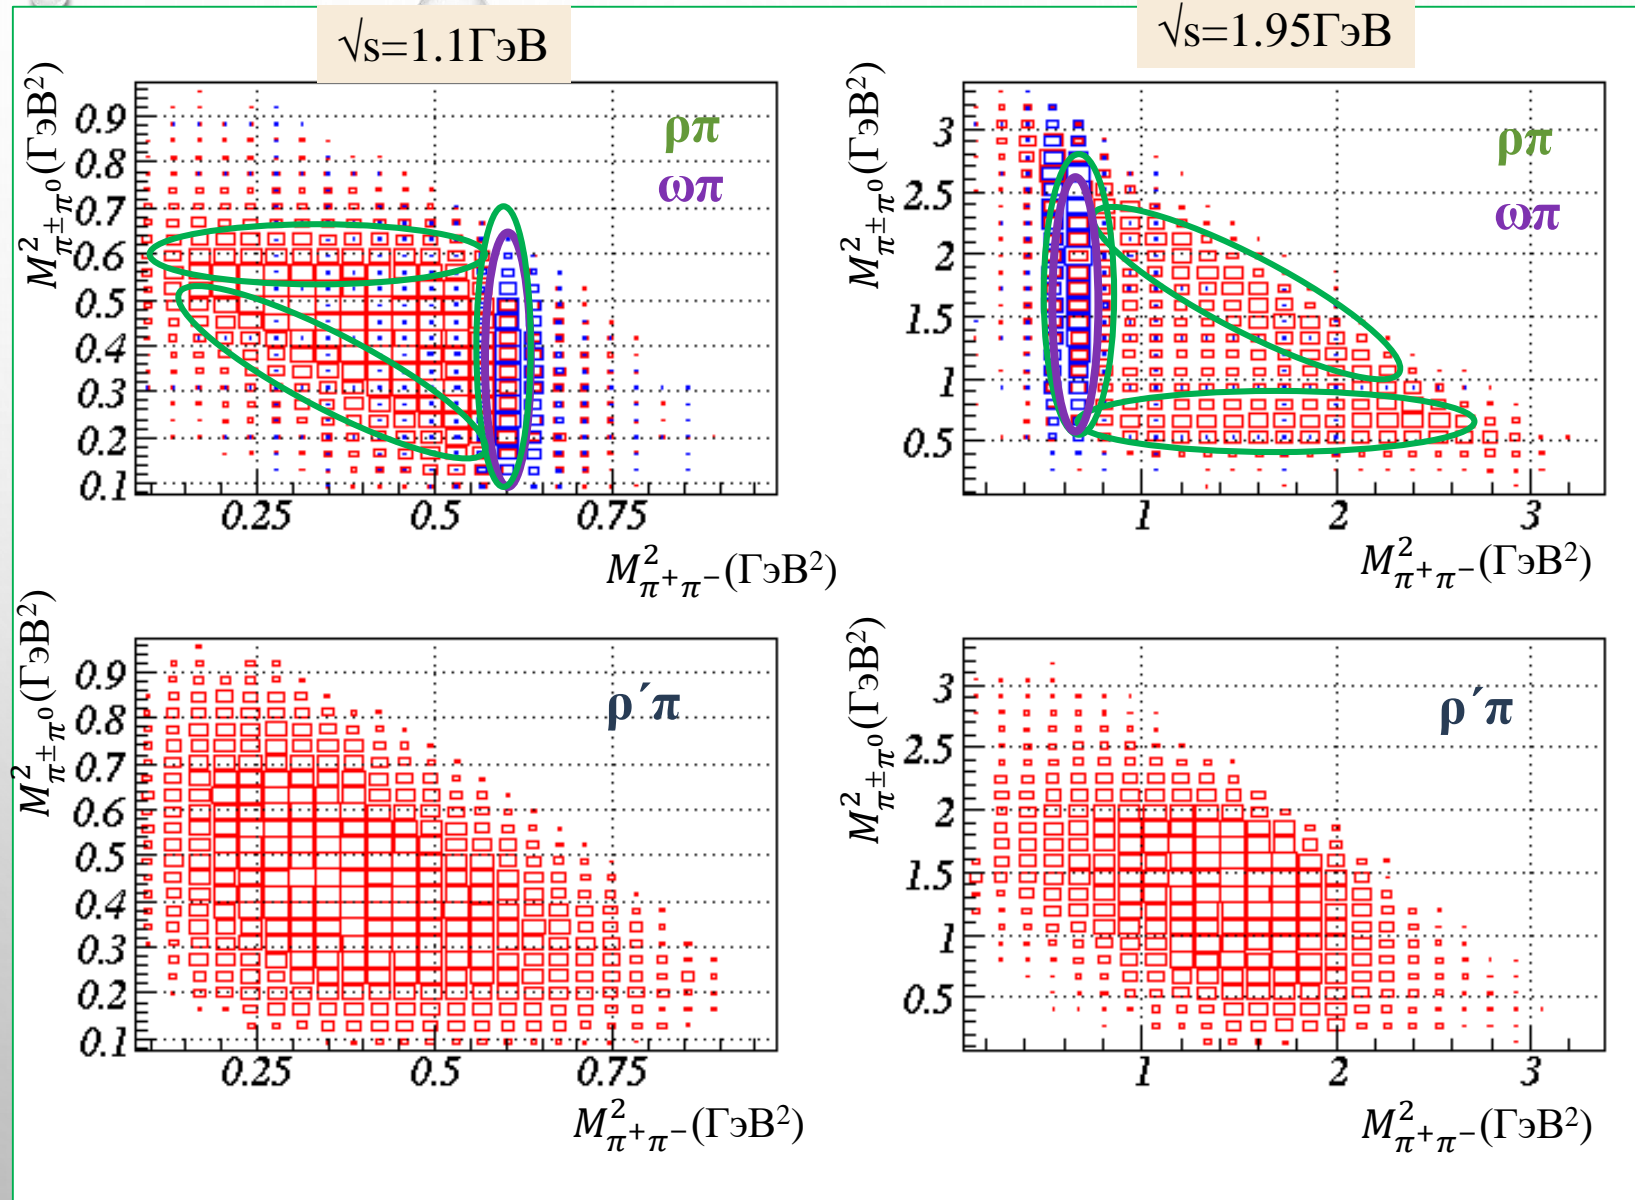 √s=1.1ГэВ
√s=1.95ГэВ
M²π±π⁰(ГэВ²)
0.9
0.8
0.7
0.6
0.5
0.4
0.3
0.2
0.1
ρπ
ωπ
0.25 0.5 0.75
M²π⁺π⁻(ГэВ²)
M²π±π⁰(ГэВ²)
3
2.5
2
1.5
1
0.5
ρπ
ωπ
1 2 3
M²π⁺π⁻(ГэВ²)
M²π±π⁰(ГэВ²)
0.9
0.8
0.7
0.6
0.5
0.4
0.3
0.2
0.1
ρ´π
0.25 0.5 0.75
M²π⁺π⁻(ГэВ²)
M²π±π⁰(ГэВ²)
3
2.5
2
1.5
1
0.5
ρ´π
1 2 3
M²π⁺π⁻(ГэВ²)